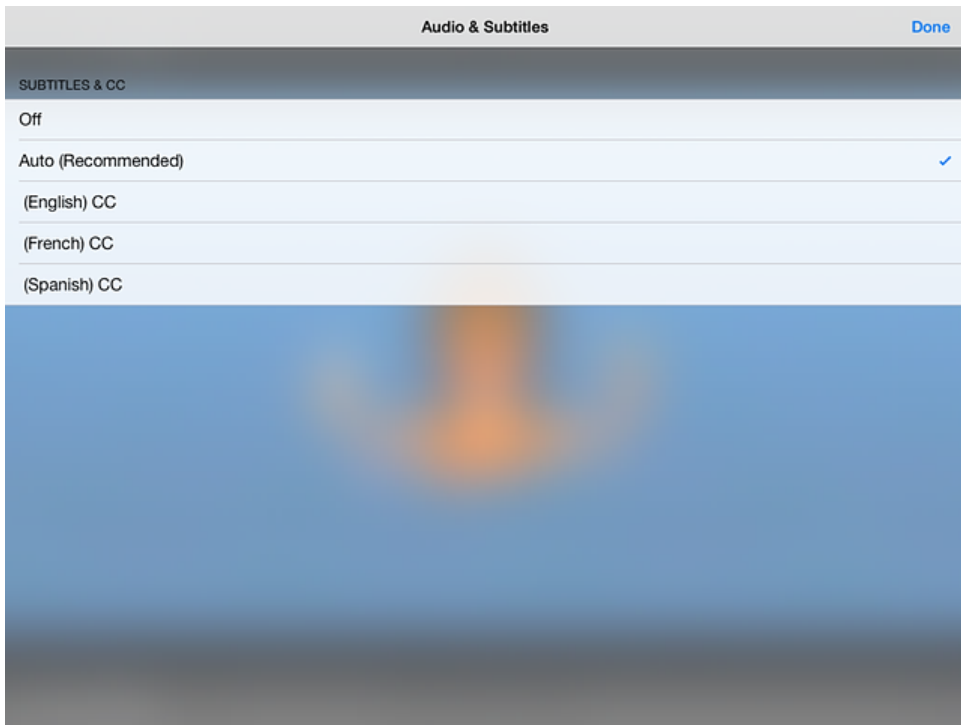 Audio & Subtitles
Done
SUBTITLES & CC
Off
Auto (Recommended)
(English) CC
(French) CC
(Spanish) CC